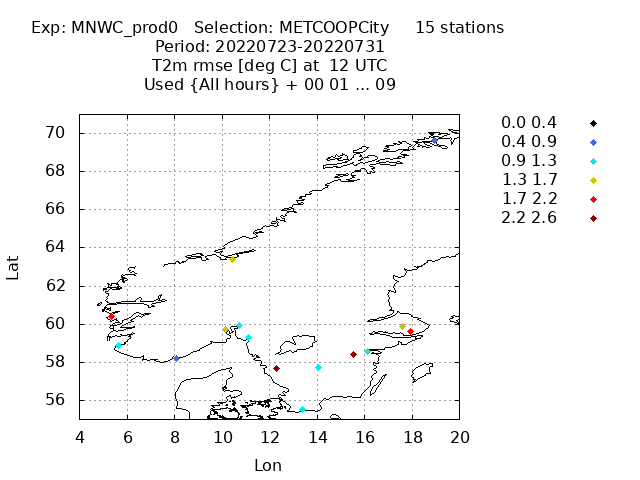 Exp: MNWC_prod0   Selection: METCOOPCity     15 stations
Period: 20220723-20220731
T2m rmse [deg C] at  12 UTC
Used {All hours} + 00 01 ... 09
0.0 0.4
0.4 0.9
0.9 1.3
1.3 1.7
1.7 2.2
2.2 2.6
70
68
66
64
62
60
58
56
Lat
4 6 8 10 12 14 16 18 20
Lon